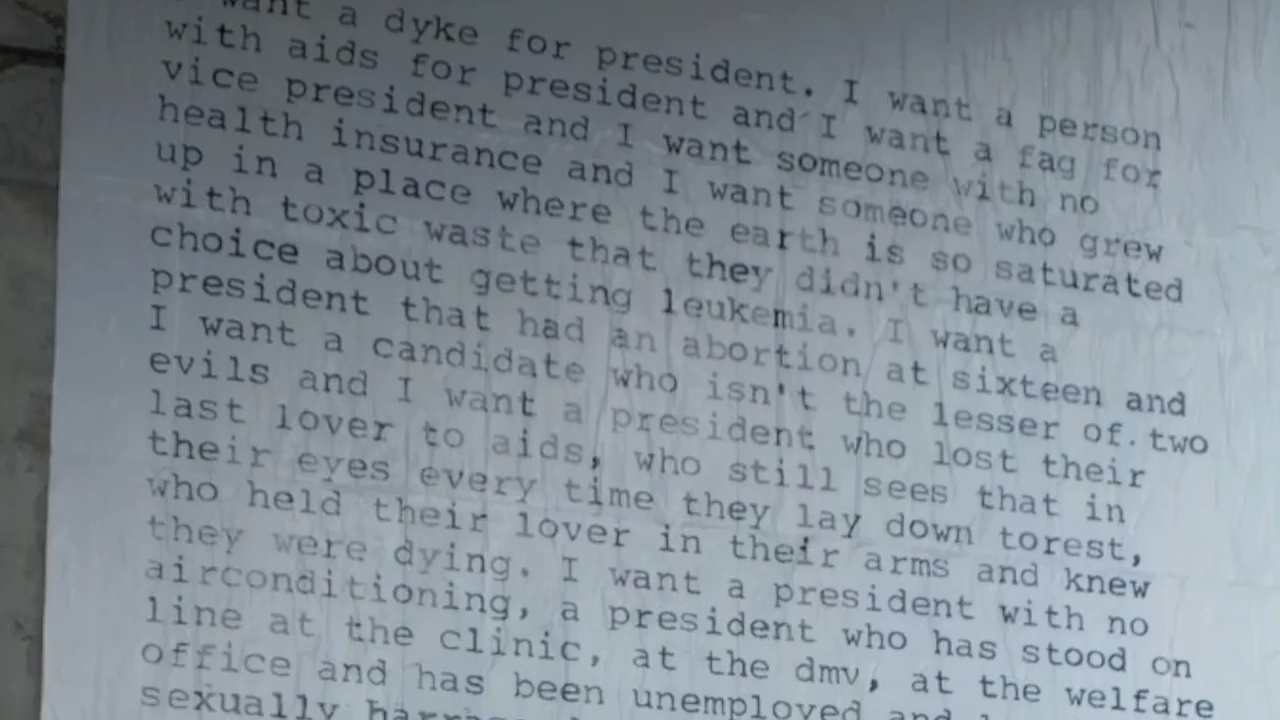 want a dyke for president. I want a person
with aids for president and I want a fag for
vice president and I want someone with no
health insurance and I want someone who grew
up in a place where the earth is so saturated
with toxic waste that they didn't have a
choice about getting leukemia. I want a
president that had an abortion at sixteen and
I want a candidate who isn't the lesser of.two
evils and I want a president who lost their
last lover to aids, who still sees that in
their eyes every time they lay down torest,
who held their lover in their arms and knew
they were dying. I want a president with no
airconditioning, a president who has stood on
line at the clinic, at the dmv, at the welfare
office and has been unemployed and
sexually